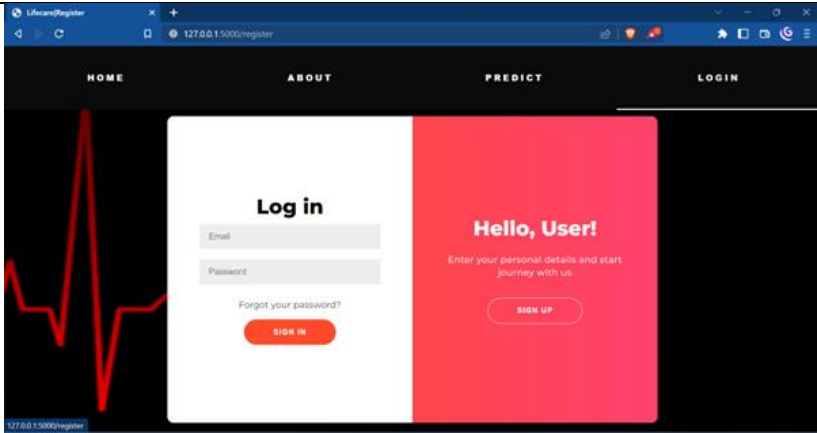 Lifecare|Register
127.0.0.1:5000/register
HOME ABOUT PREDICT LOGIN
Log in
Email
Password
Forgot your password?
SIGN IN
Hello, User!
Enter your personal details and start
journey with us
SIGN UP
127.0.0.1:5000/register